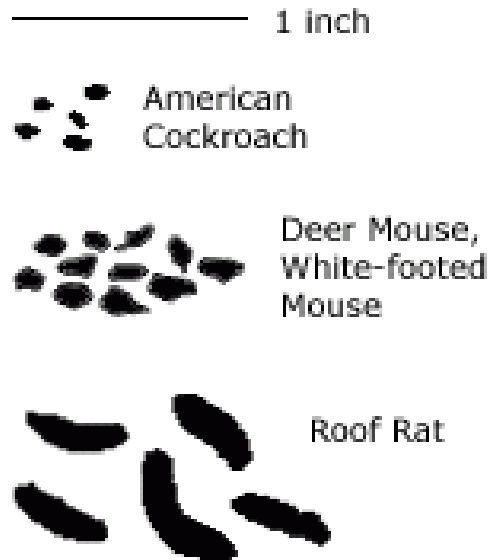 1 inch
American
Cockroach
Deer Mouse,
White-footed
Mouse
Roof Rat